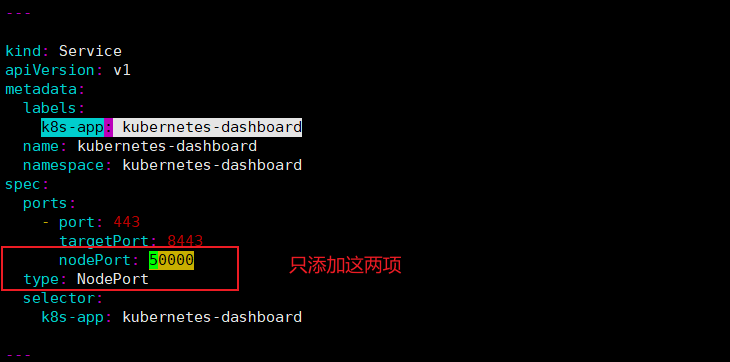 ---
kind: Service
apiVersion: v1
metadata:
  labels:
    k8s-app: kubernetes-dashboard
  name: kubernetes-dashboard
  namespace: kubernetes-dashboard
spec:
  ports:
    - port: 443
      targetPort: 8443
      nodePort: 50000
只添加这两项
  type: NodePort
  selector:
    k8s-app: kubernetes-dashboard
---